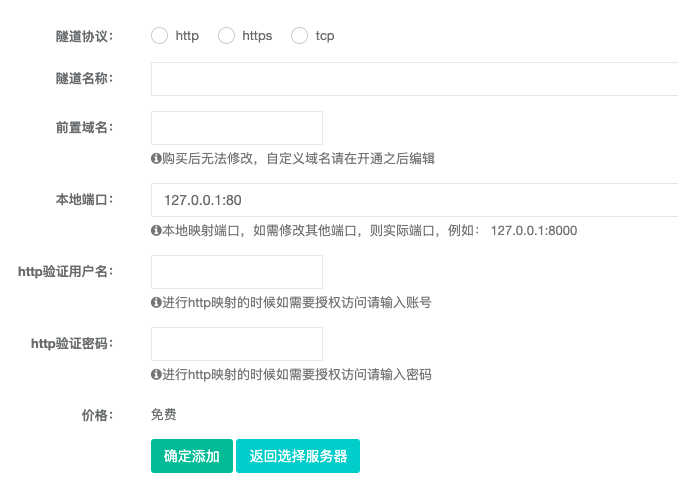 隧道协议： http https tcp
隧道名称：
前置域名：
购买后无法修改，自定义域名请在开通之后编辑
本地端口： 127.0.0.1:80
本地映射端口，如需修改其他端口，则实际端口，例如： 127.0.0.1:8000
http验证用户名：
进行http映射的时候如需要授权访问请输入账号
http验证密码：
进行http映射的时候如需要授权访问请输入密码
价格： 免费
确定添加 返回选择服务器